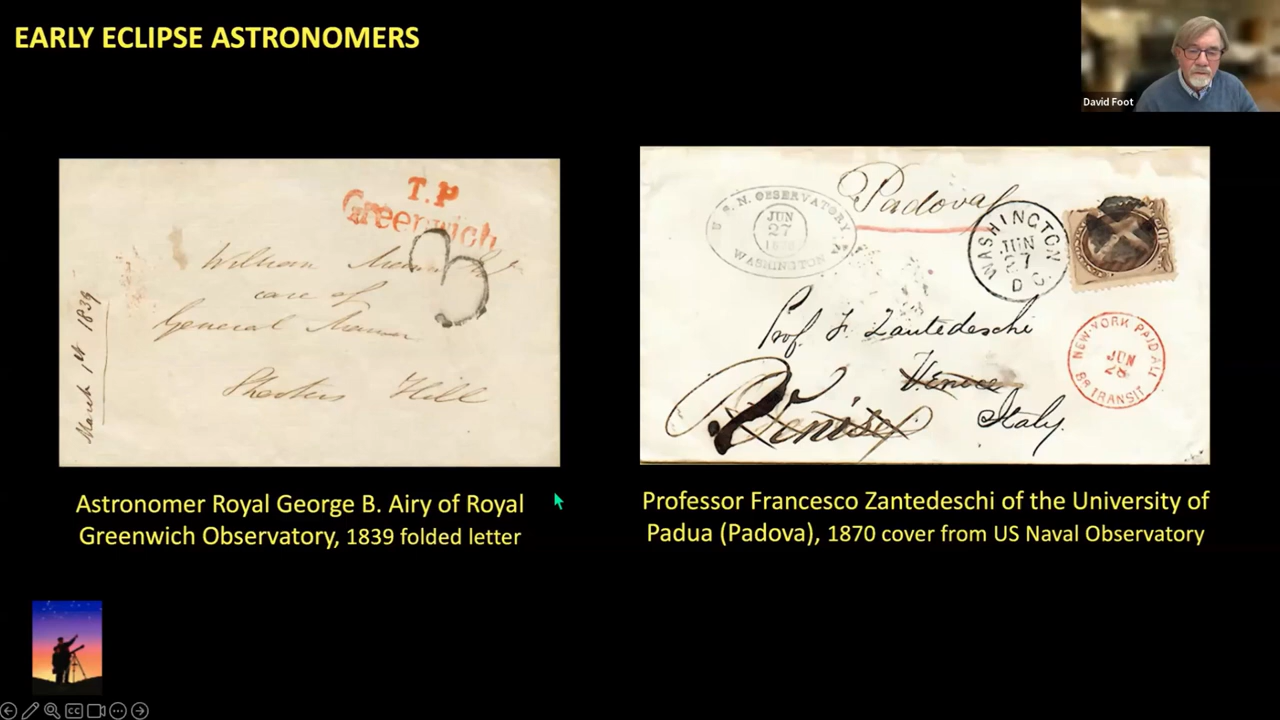 EARLY ECLIPSE ASTRONOMERS
David Foot
T.P
Greenwich
3
William
care of
General
Shooters Hill
March 1st 1839
Padova
U.S.N. OBSERVATORY
JUN
27
WASHINGTON
WASHINGTON D.C.
JUN
27
D
Prof. F. Zantedeschi
Venice
Venise
Italy.
NEW-YORK PAID ALL
JUN
28
BR TRANSIT
Astronomer Royal George B. Airy of Royal
Greenwich Observatory, 1839 folded letter
Professor Francesco Zantedeschi of the University of
Padua (Padova), 1870 cover from US Naval Observatory
CC